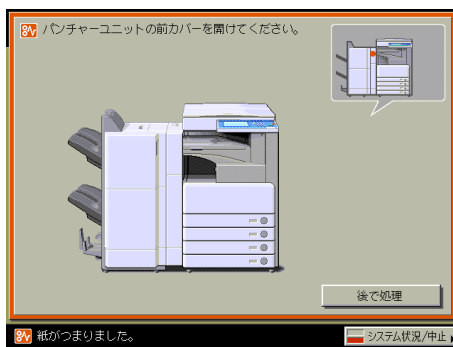 パンチャーユニットの前カバーを開けてください。
後で処理
紙がつまりました。
システム状況/中止